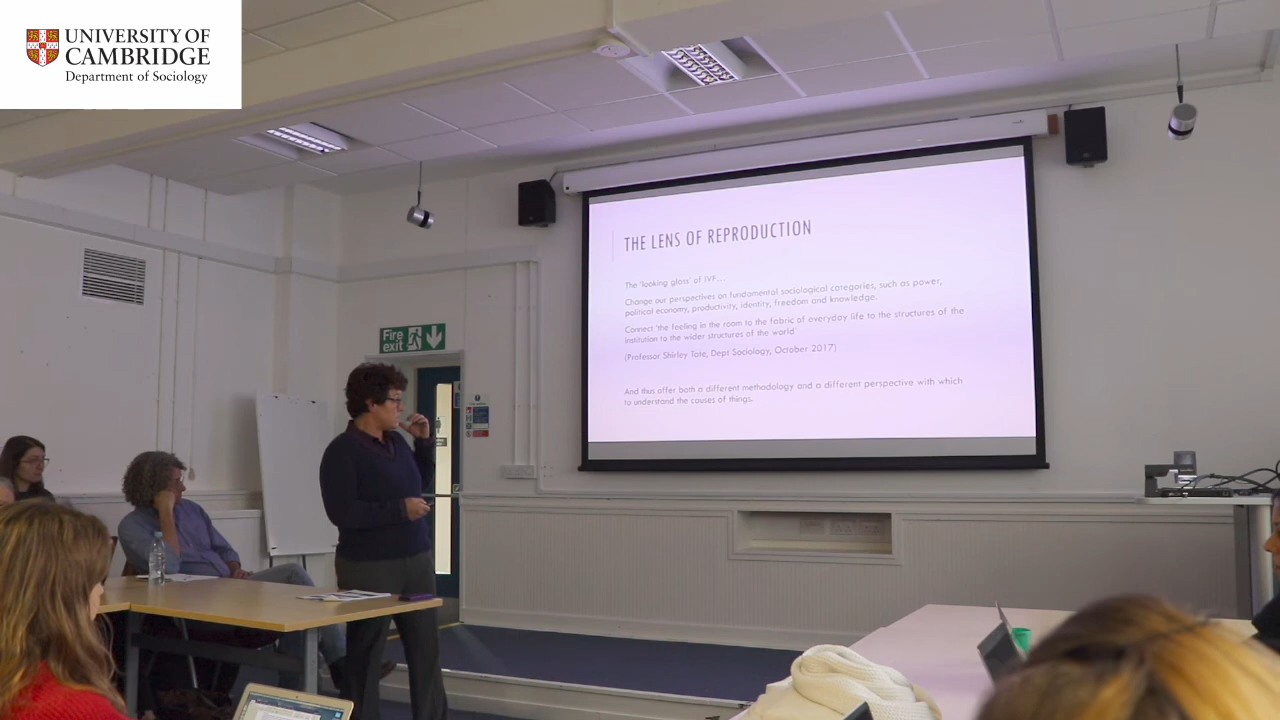 UNIVERSITY OF
CAMBRIDGE
Department of Sociology
THE LENS OF REPRODUCTION
The 'looking glass' of IVF…
Change our perspectives on fundamental sociological categories, such as power,
political economy, productivity, identity, freedom and knowledge.
Connect 'the feeling in the room to the fabric of everyday life to the structures of the
institution to the wider structures of the world'
(Professor Shirley Tate, Dept Sociology, October 2017)
And thus offer both a different methodology and a different perspective with which
to understand the causes of things.
Fire
exit